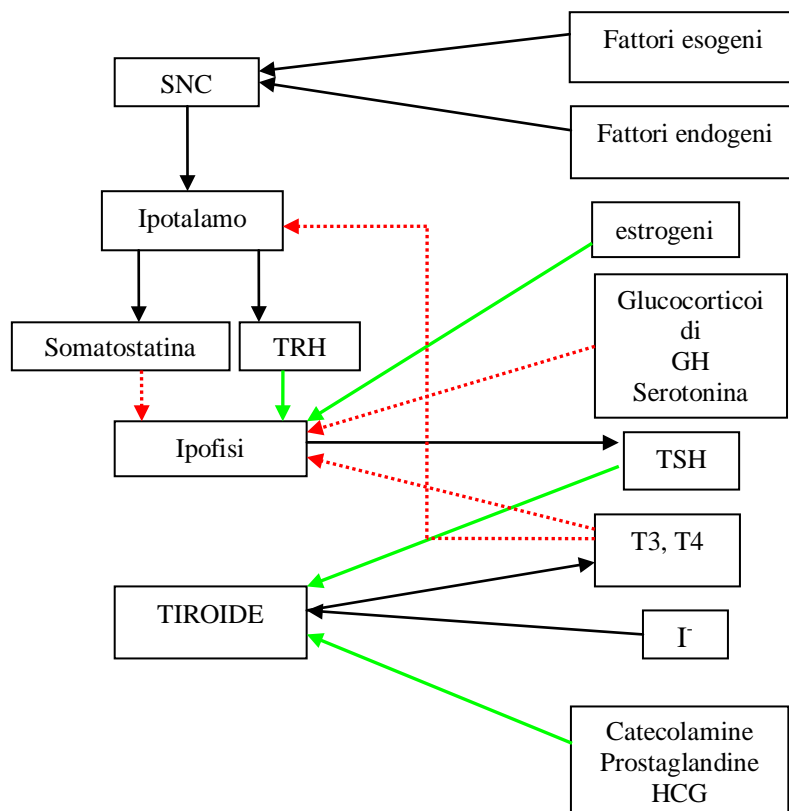 Fattori esogeni
SNC
Fattori endogeni
Ipotalamo
estrogeni
Glucocorticoi
di
GH
Serotonina
Somatostatina
TRH
Ipofisi
TSH
T3, T4
TIROIDE
I⁻
Catecolamine
Prostaglandine
HCG